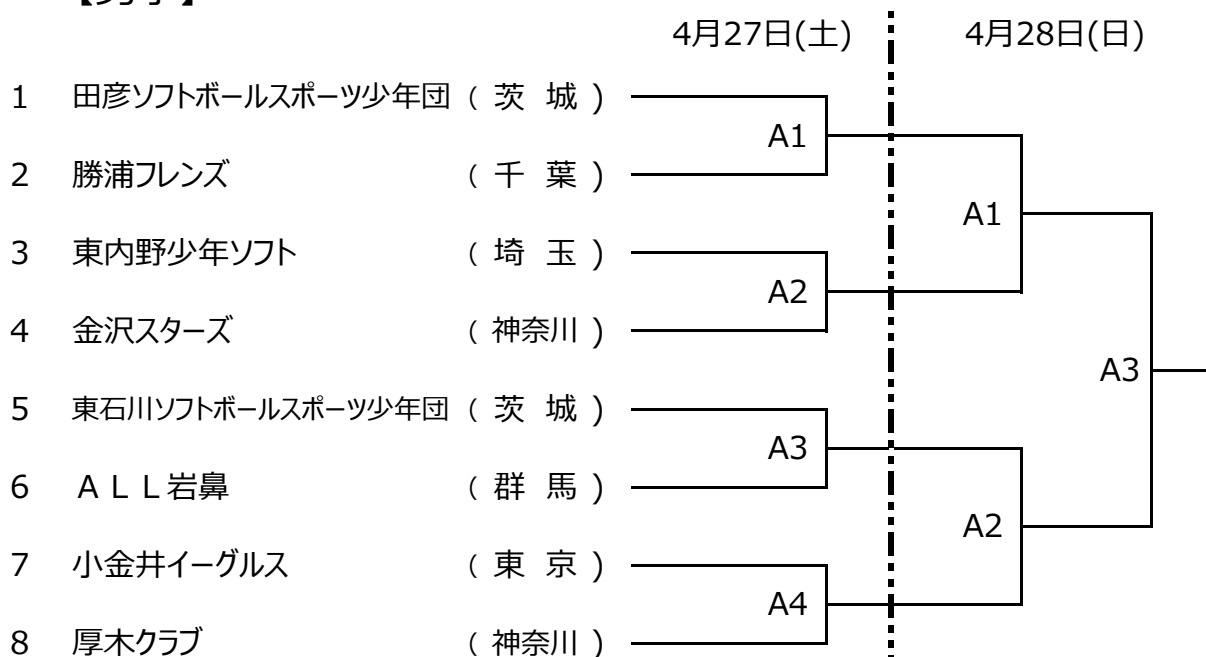 4月27日(土) 4月28日(日)
1 田彦ソフトボールスポーツ少年団 ( 茨 城 )
A1
2 勝浦フレンズ ( 千 葉 )
A1
3 東内野少年ソフト ( 埼 玉 )
A2
4 金沢スターズ ( 神奈川 )
A3
5 東石川ソフトボールスポーツ少年団 ( 茨 城 )
A3
6 ALL岩鼻 ( 群 馬 )
A2
7 小金井イーグルス ( 東 京 )
A4
8 厚木クラブ ( 神奈川 )